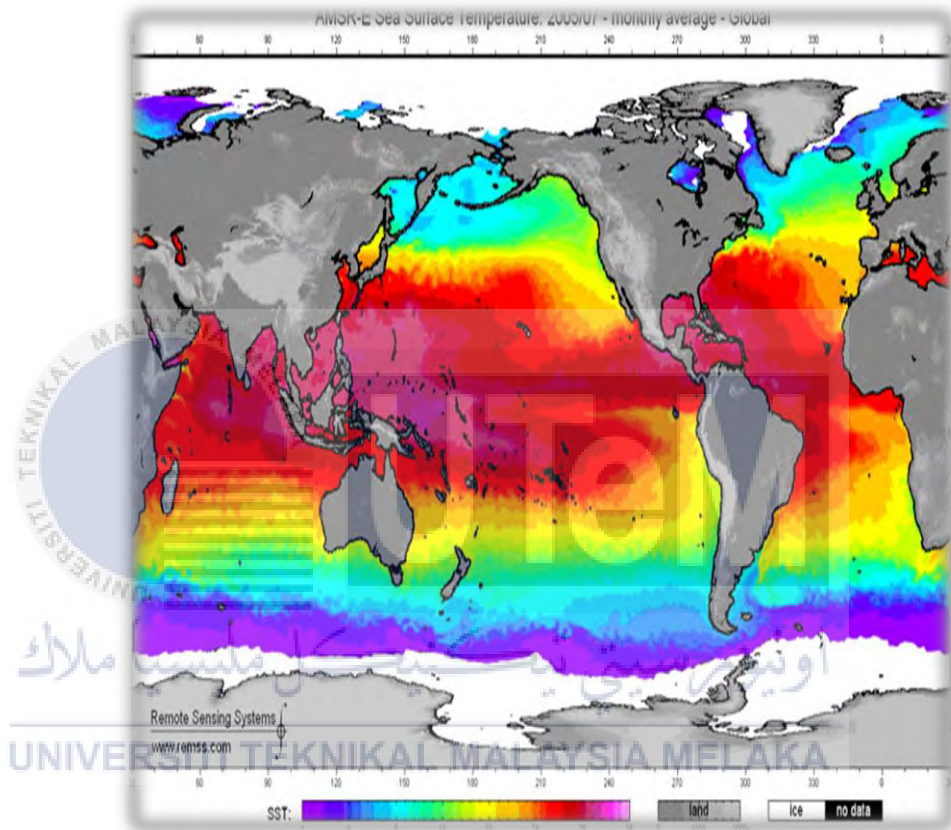 AMSR-E Sea Surface Temperature: 2005/07 - monthly average - Global
60 90 120 150 180 210 240 270 300 330 0
UNIVERSITI TEKNIKAL MALAYSIA
UTeM
اونيورسيتي تيكنيكل مليسيا ملاك
Remote Sensing Systems
www.remss.com
UNIVERSITI TEKNIKAL MALAYSIA MELAKA
60 90 120 150 180 210 240 270 300 330 0
SST: land ice no data